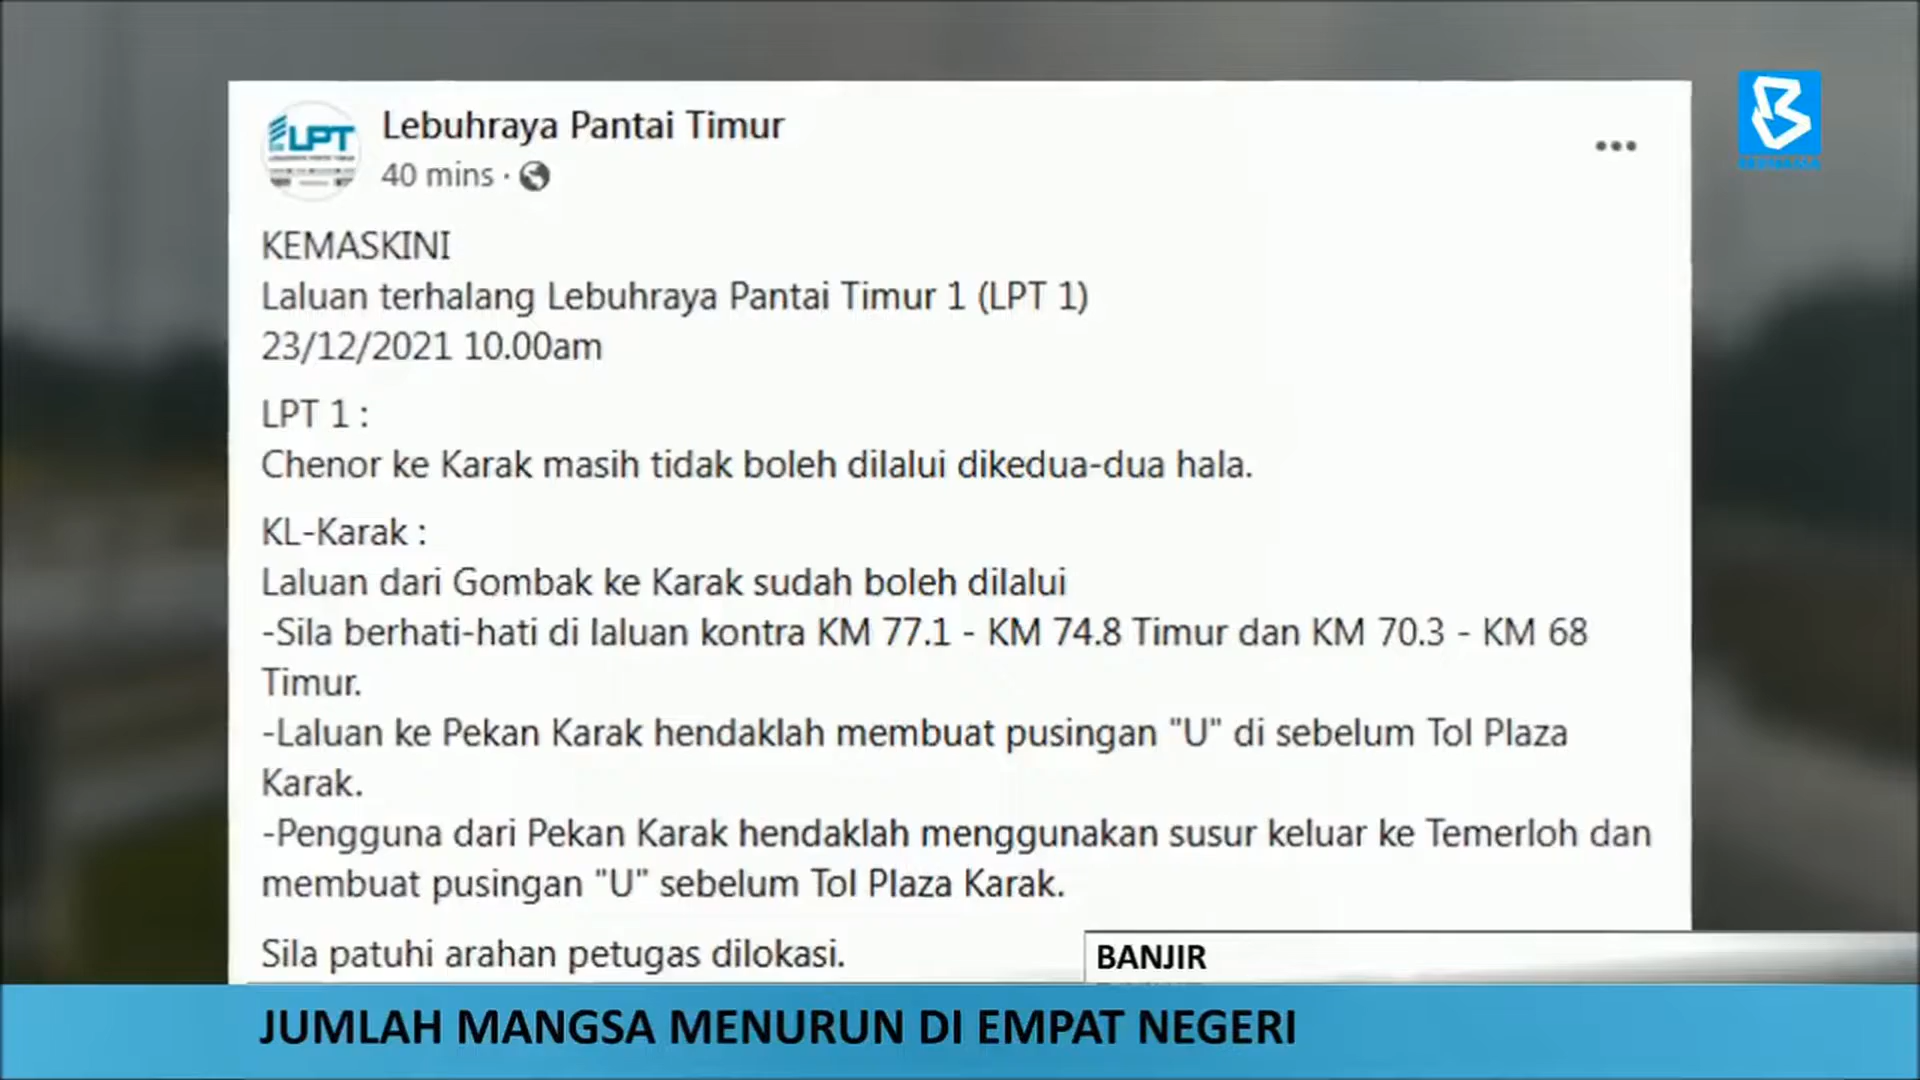 LPT
Lebuhraya Pantai Timur
40 mins ·
KEMASKINI
Laluan terhalang Lebuhraya Pantai Timur 1 (LPT 1)
23/12/2021 10.00am
LPT 1 :
Chenor ke Karak masih tidak boleh dilalui dikedua-dua hala.
KL-Karak :
Laluan dari Gombak ke Karak sudah boleh dilalui
-Sila berhati-hati di laluan kontra KM 77.1 - KM 74.8 Timur dan KM 70.3 - KM 68
Timur.
-Laluan ke Pekan Karak hendaklah membuat pusingan "U" di sebelum Tol Plaza
Karak.
-Pengguna dari Pekan Karak hendaklah menggunakan susur keluar ke Temerloh dan
membuat pusingan "U" sebelum Tol Plaza Karak.
Sila patuhi arahan petugas dilokasi.
BANJIR
JUMLAH MANGSA MENURUN DI EMPAT NEGERI